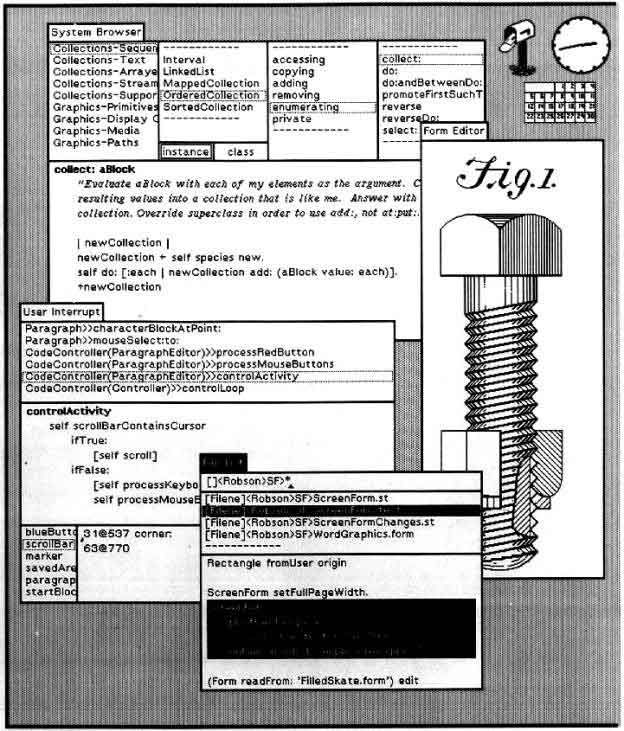 System Browser
Collections-Sequen
Collections-Text
Collections-Arraye
Collections-Stream
Collections-Suppor
Graphics-Primitives
Graphics-Display C
Graphics-Media
Graphics-Paths
------------
Interval
LinkedList
MappedCollection
OrderedCollection
SortedCollection
------------
instance
class
------------
accessing
copying
adding
removing
enumerating
private
------------
------------
collect:
do:
do:andBetweenDo:
promoteFirstSuchT
reverse
reverseDo:
select:
Form Editor
Fig. 1.
collect: aBlock
"Evaluate aBlock with each of my elements as the argument. C
resulting values into a collection that is like me. Answer with
collection. Override superclass in order to use add:, not at:put:.
| newCollection |
newCollection ← self species new.
self do: [:each | newCollection add: (aBlock value: each)].
↑newCollection
User Interrupt
Paragraph>>characterBlockAtPoint:
Paragraph>>mouseSelect:to:
CodeController(ParagraphEditor)>>processRedButton
CodeController(ParagraphEditor)>>processMouseButtons
CodeController(ParagraphEditor)>>controlActivity
CodeController(Controller)>>controlLoop
controlActivity
self scrollBarContainsCursor
ifTrue:
[self scroll]
ifFalse:
[self processKeybo
self processMouseB
blueButto
scrollBar
marker
savedAre
paragrap
startBloc
31@537 corner:
63@770
[]<Robson>SF>*
[Filene]<Robson>SF>ScreenForm.st
[Filene]<Robson>SF>ScreenFormChanges.st
[Filene]<Robson>SF>WordGraphics.form
------------
Rectangle fromUser origin
ScreenForm setFullPageWidth.
(Form readFrom: 'FilledSkate.form') edit